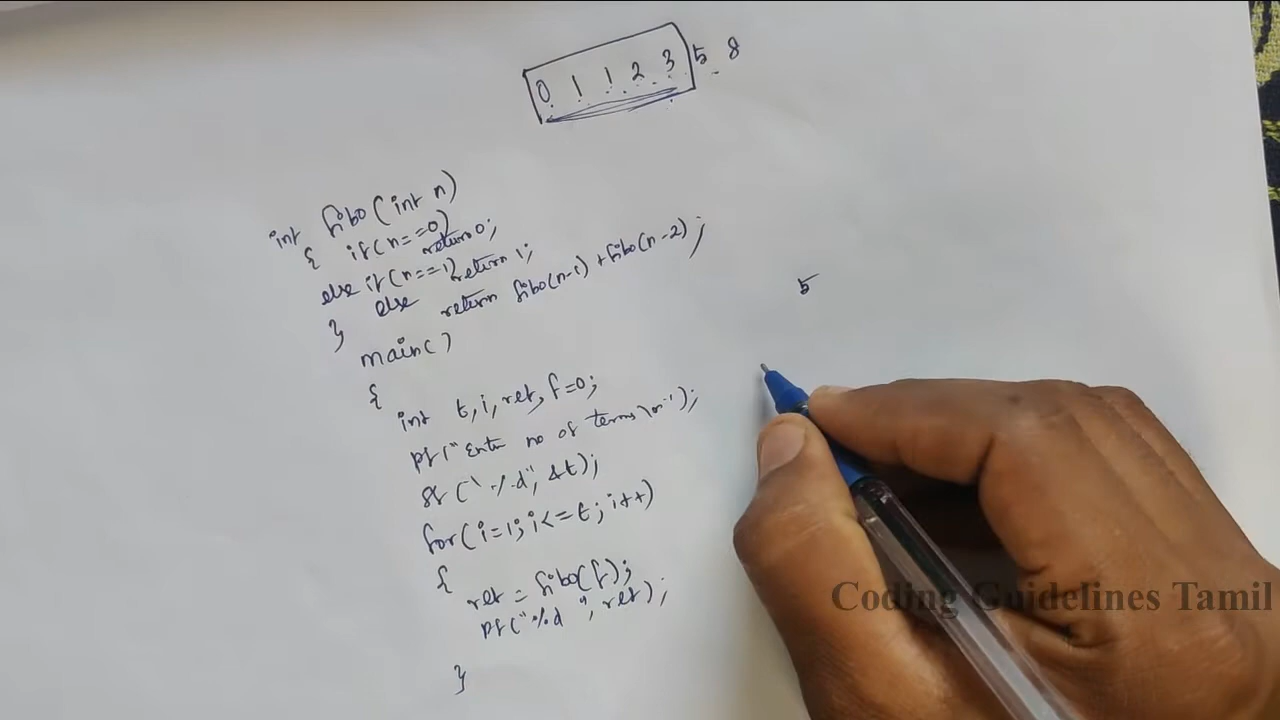 0 1 1 2 3 5 8
int fibo(int n)
{ if(n==0)
return 0;
else if(n==1) return 1;
else return fibo(n-1)+fibo(n-2);
}
main()
{
int t, i, ret, f=0;
pf("Enter no of terms\n");
sf("%d", &t);
for(i=1;i<=t;i++)
{
ret = fibo(f);
pf("%d ", ret);
}
5
Coding Guidelines Tamil